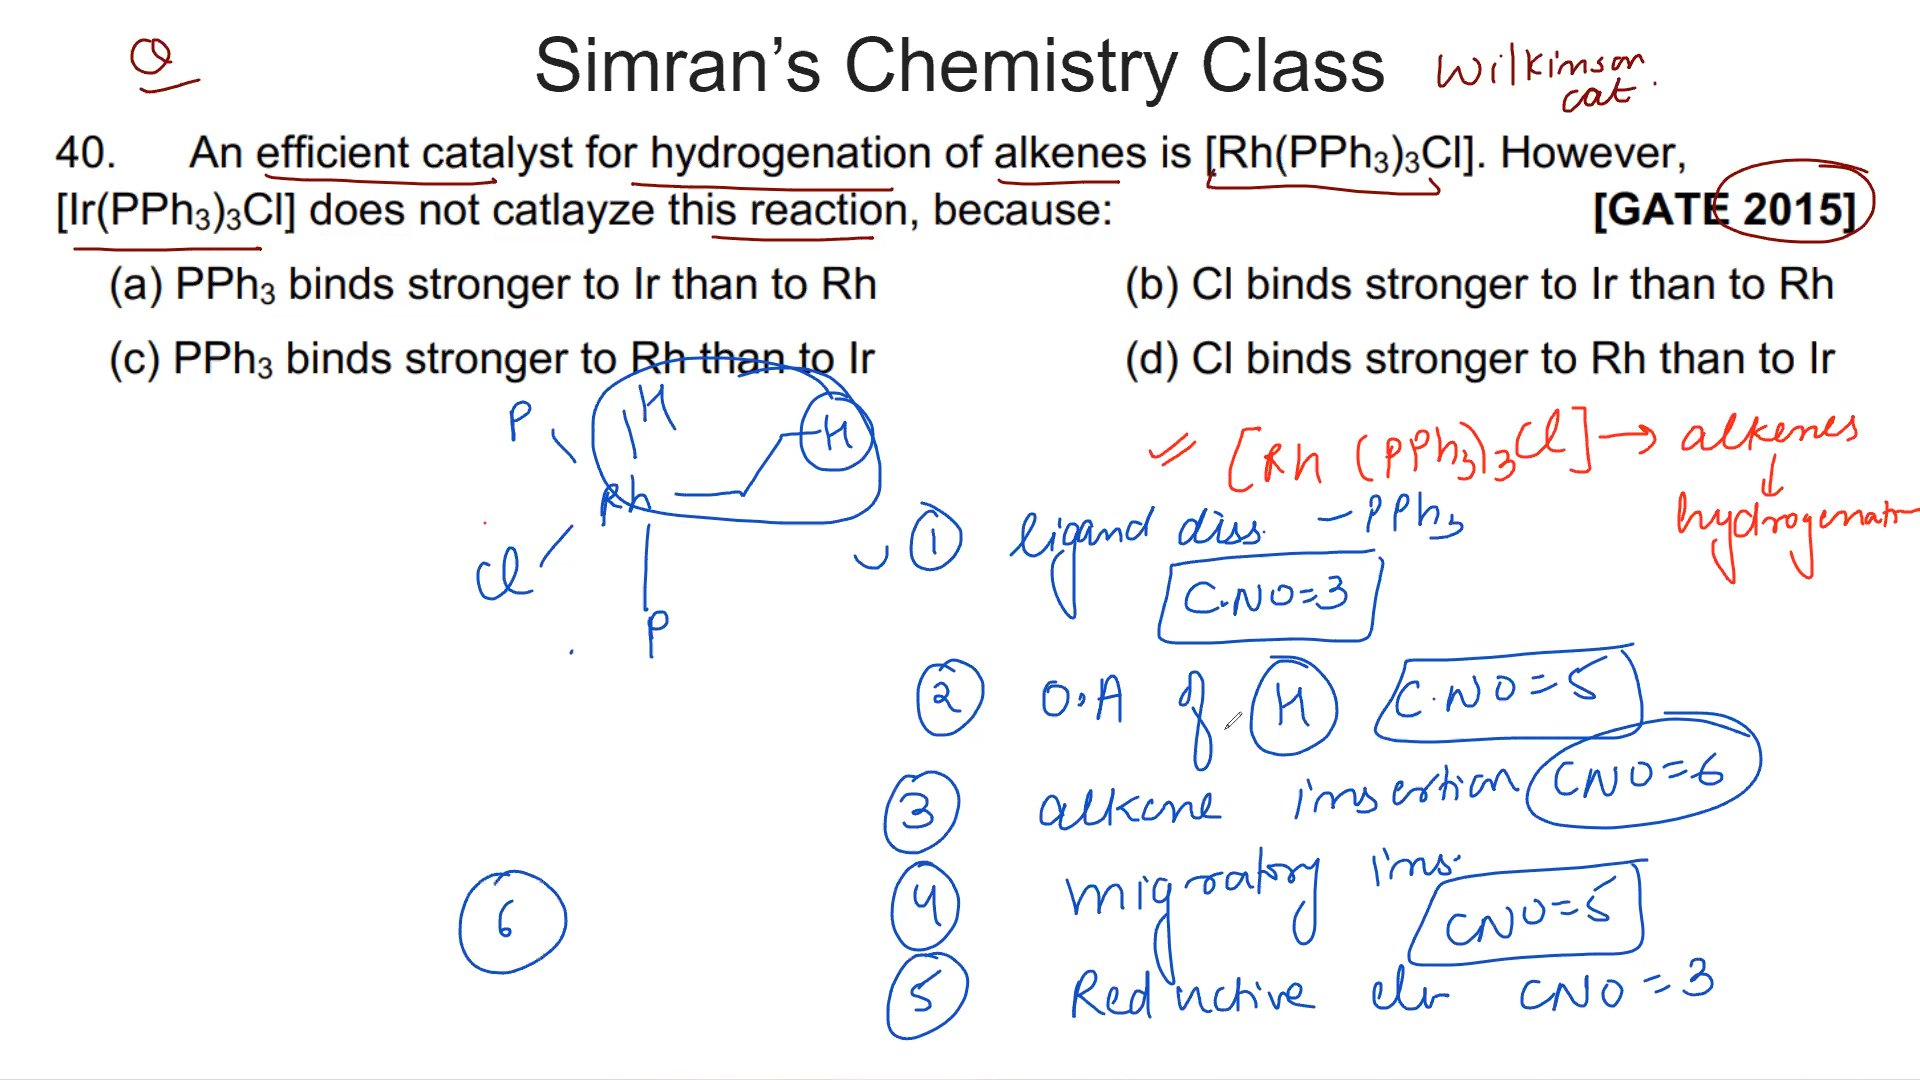 Q
Simran's Chemistry Class
Wilkinson
cat.
40. An efficient catalyst for hydrogenation of alkenes is [Rh(PPh₃)₃Cl]. However,
[Ir(PPh₃)₃Cl] does not catlayze this reaction, because: [GATE 2015]
(a) PPh₃ binds stronger to Ir than to Rh (b) Cl binds stronger to Ir than to Rh
(c) PPh₃ binds stronger to Rh than to Ir (d) Cl binds stronger to Rh than to Ir
P H H
Rh
Cl
P
[Rh (PPh₃)₃Cl] → alkenes
↓
hydrogenatn
① ligand diss. – PPh₃
C.NO=3
② O.A of H C.NO=5
③ alkene insertion CNO=6
④ migratory ins.
CNO=5
⑤ Reductive elm CNO=3
6